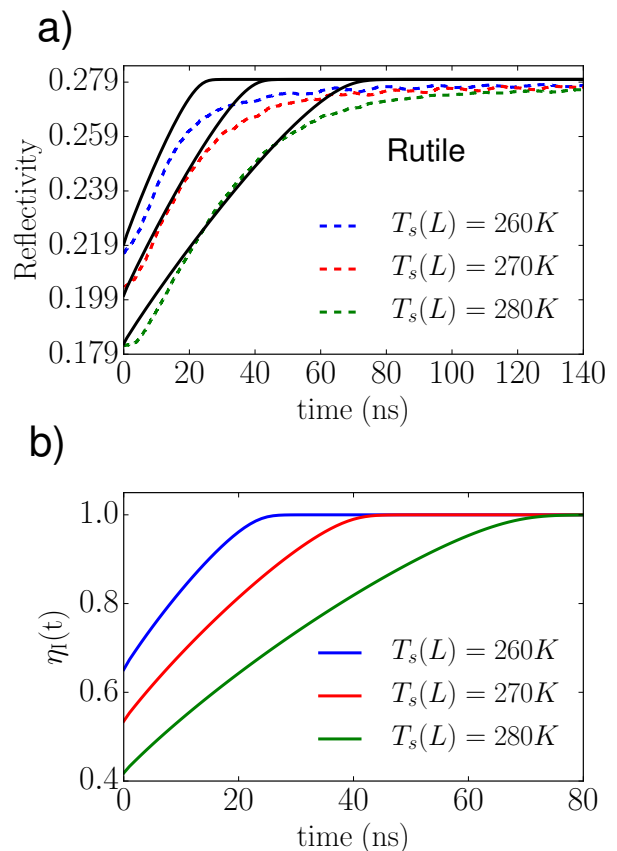 a)
Reflectivity
0.279
0.259
0.239
0.219
0.199
0.179
Rutile
T_s(L) = 260K
T_s(L) = 270K
T_s(L) = 280K
0 20 40 60 80 100 120 140
time (ns)
b)
η_I(t)
1.0
0.8
0.6
0.4
T_s(L) = 260K
T_s(L) = 270K
T_s(L) = 280K
0 20 40 60 80
time (ns)